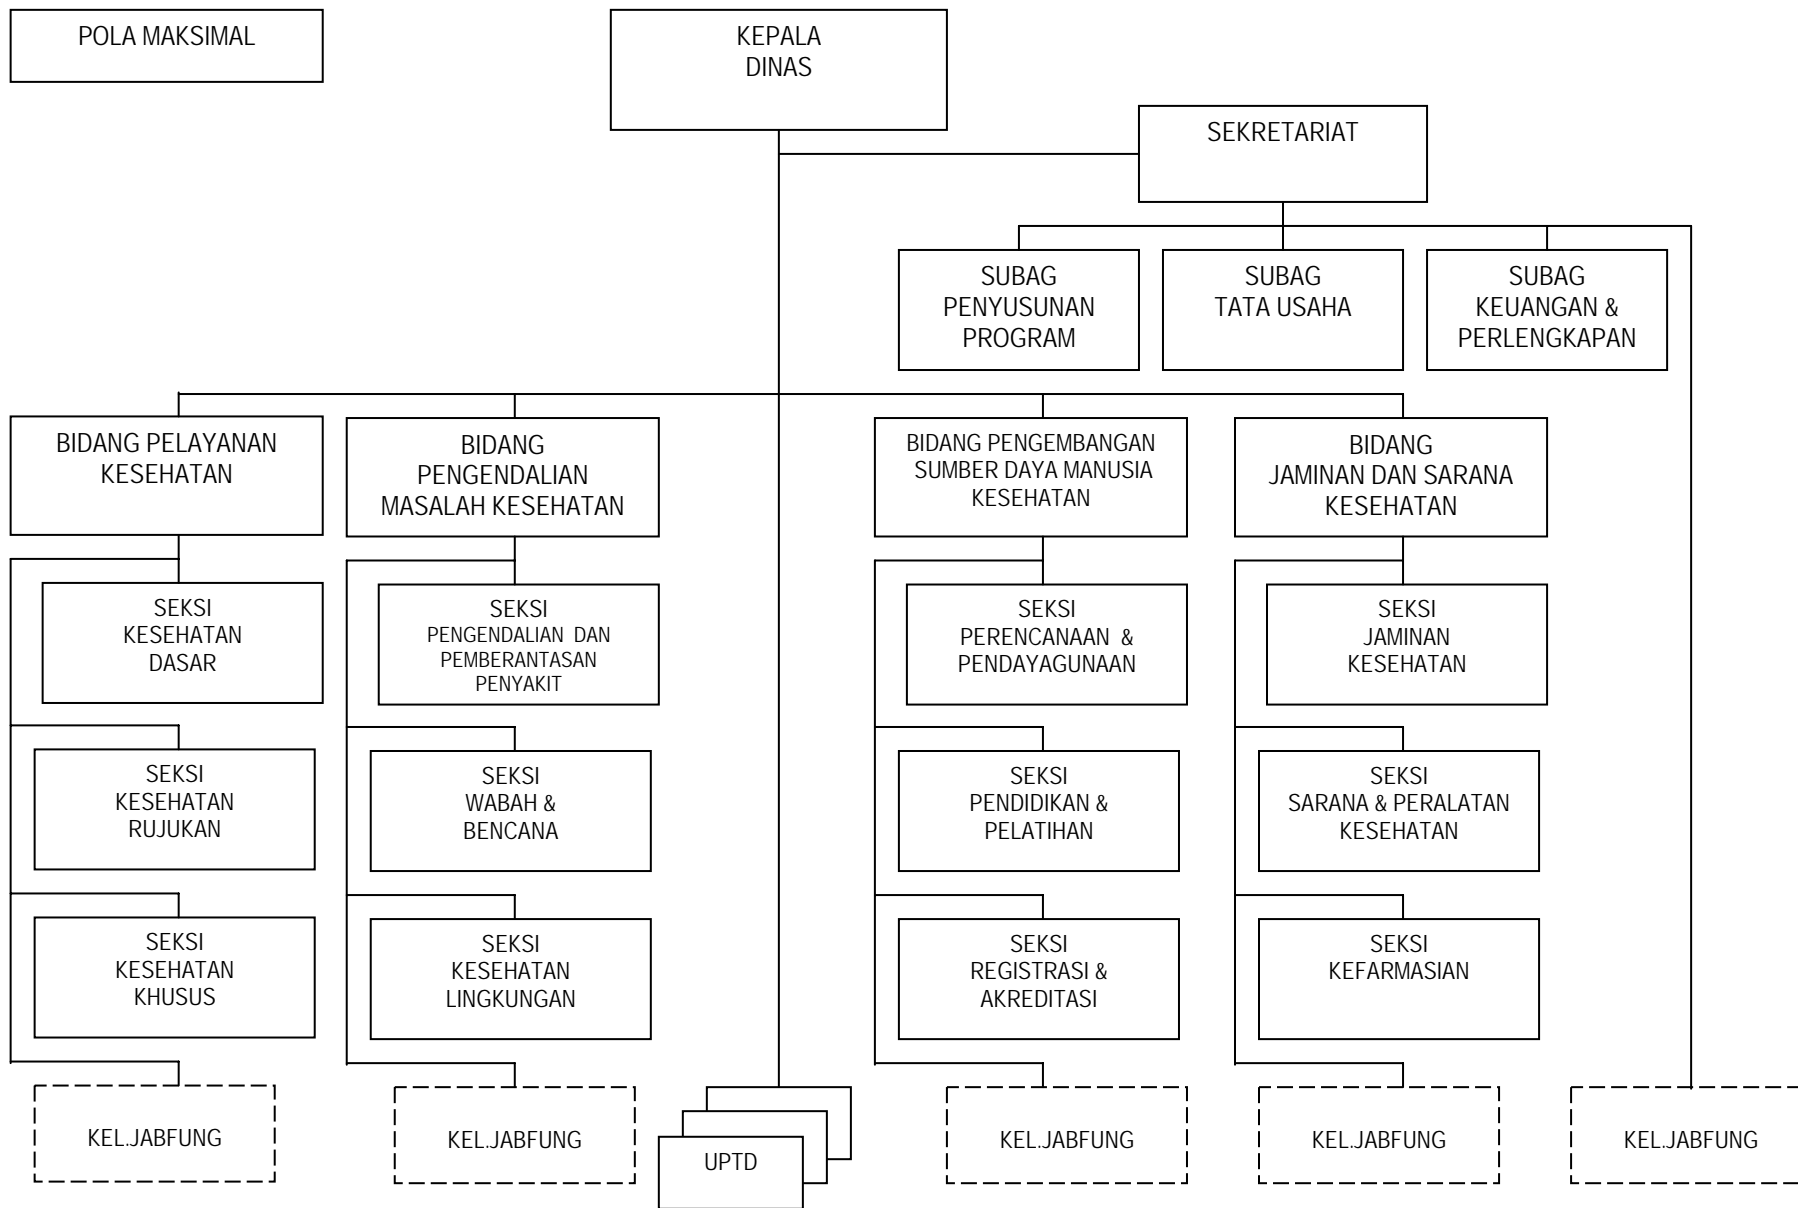 POLA MAKSIMAL
KEPALA
DINAS
SEKRETARIAT
SUBAG
PENYUSUNAN
PROGRAM
SUBAG
TATA USAHA
SUBAG
KEUANGAN &
PERLENGKAPAN
BIDANG PELAYANAN
KESEHATAN
BIDANG
PENGENDALIAN
MASALAH KESEHATAN
BIDANG PENGEMBANGAN
SUMBER DAYA MANUSIA
KESEHATAN
BIDANG
JAMINAN DAN SARANA
KESEHATAN
SEKSI
KESEHATAN
DASAR
SEKSI
PENGENDALIAN DAN
PEMBERANTASAN
PENYAKIT
SEKSI
PERENCANAAN &
PENDAYAGUNAAN
SEKSI
JAMINAN
KESEHATAN
SEKSI
KESEHATAN
RUJUKAN
SEKSI
WABAH &
BENCANA
SEKSI
PENDIDIKAN &
PELATIHAN
SEKSI
SARANA & PERALATAN
KESEHATAN
SEKSI
KESEHATAN
KHUSUS
SEKSI
KESEHATAN
LINGKUNGAN
SEKSI
REGISTRASI &
AKREDITASI
SEKSI
KEFARMASIAN
KEL.JABFUNG
KEL.JABFUNG
UPTD
KEL.JABFUNG
KEL.JABFUNG
KEL.JABFUNG